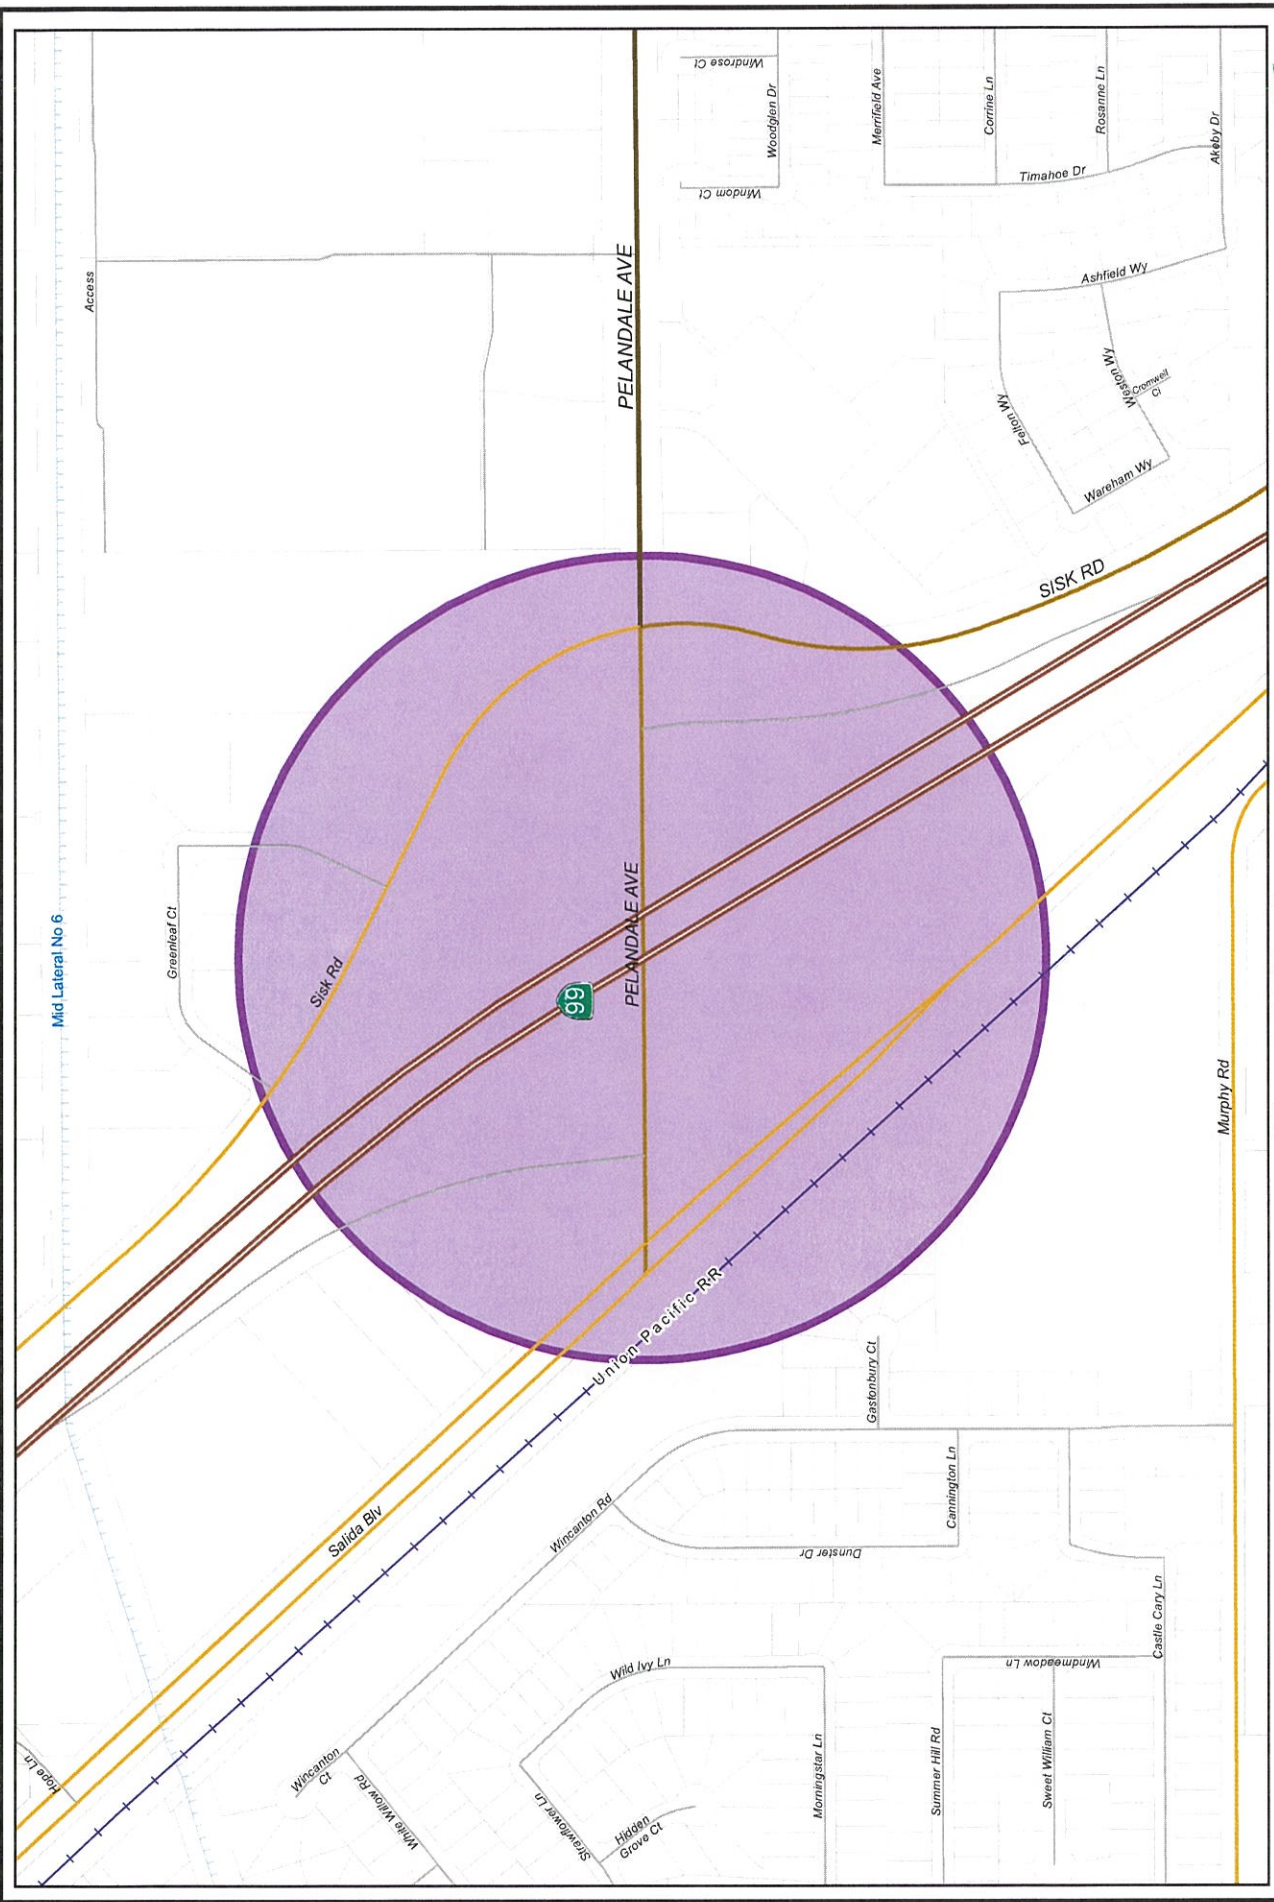 Mid Lateral No 6
Access
Greenleaf Ct
Sisk Rd
Salida Blv
Hope Ln
99
PELANDALE AVE
PELANDALE AVE
Union Pacific RR
Wincanton Rd
Wincanton
Ct
White Willow Rd
Wild Ivy Ln
Strawflower Ln
Hidden
Grove Ct
Windrose Ct
Windom Ct
Woodglen Dr
Merrifield Ave
Corrine Ln
Rosanne Ln
Akeby Dr
Timahoe Dr
Ashfield Wy
Felton Wy
Weston Wy
Cromwell
Ct
Wareham Wy
SISK RD
Gastonbury Ct
Cannington Ln
Dunster Dr
Morningstar Ln
Summer Hill Rd
Sweet William Ct
Windmeadow Ln
Castle Cary Ln
Murphy Rd